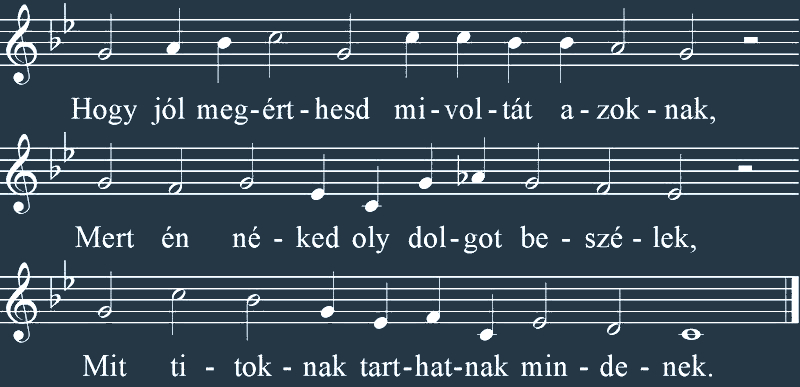 Hogy jól meg-ért-hesd mi-vol-tát a-zok-nak,
Mert én né-ked oly dol-got be-szé-lek,
Mit ti-tok-nak tart-hat-nak min-de-nek.